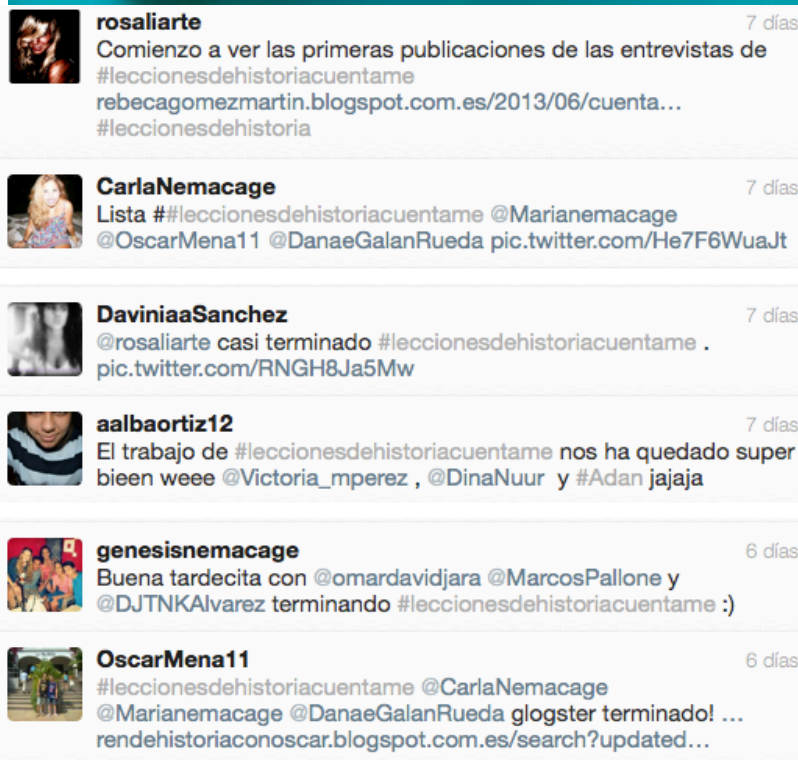 rosaliarte 7 días
Comienzo a ver las primeras publicaciones de las entrevistas de
#leccionesdehistoriacuentame
rebecagomezmartin.blogspot.com.es/2013/06/cuenta…
#leccionesdehistoria
CarlaNemacage 7 días
Lista ##leccionesdehistoriacuentame @Marianemacage
@OscarMena11 @DanaeGalanRueda pic.twitter.com/He7F6WuaJt
DaviniaaSanchez 7 días
@rosaliarte casi terminado #leccionesdehistoriacuentame .
pic.twitter.com/RNGH8Ja5Mw
aalbaortiz12 7 días
El trabajo de #leccionesdehistoriacuentame nos ha quedado super
bieen weee @Victoria_mperez , @DinaNuur y #Adan jajaja
genesisnemacage 6 días
Buena tardecita con @omardavidjara @MarcosPallone y
@DJTNKAlvarez terminando #leccionesdehistoriacuentame :)
OscarMena11 6 días
#leccionesdehistoriacuentame @CarlaNemacage
@Marianemacage @DanaeGalanRueda glogster terminado! …
rendehistoriaconoscar.blogspot.com.es/search?updated…